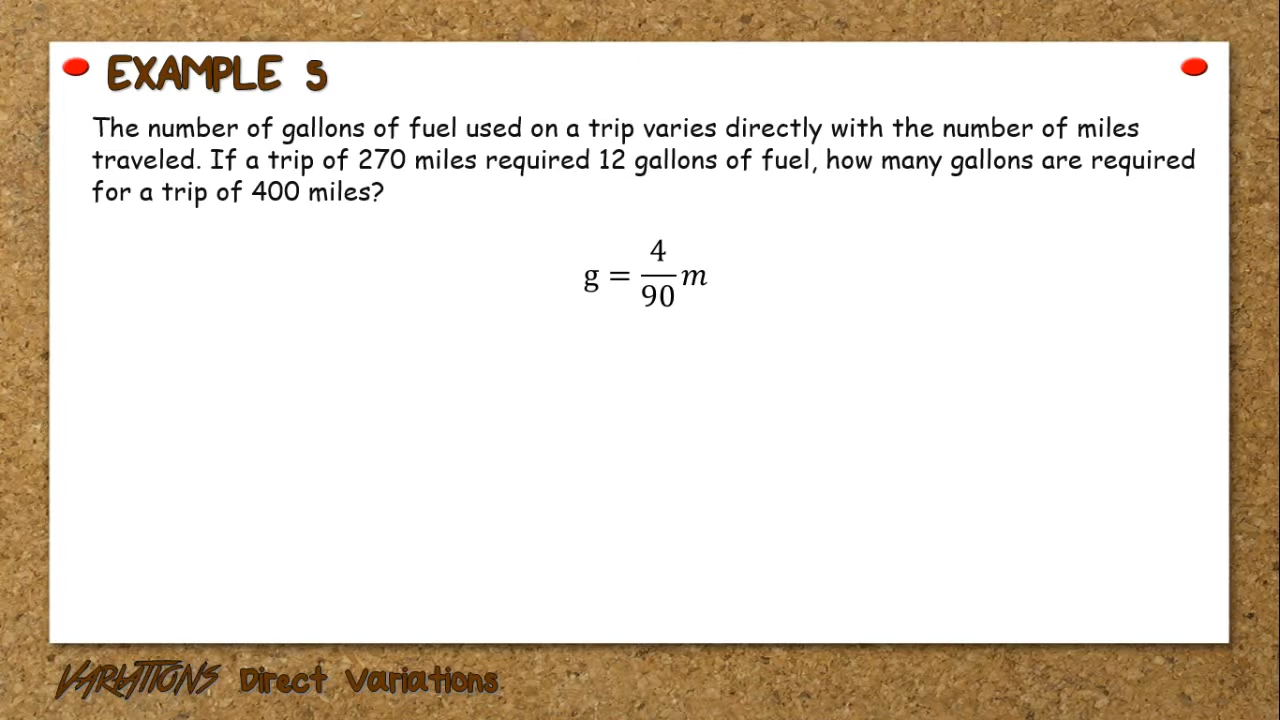 EXAMPLE 5
The number of gallons of fuel used on a trip varies directly with the number of miles
traveled. If a trip of 270 miles required 12 gallons of fuel, how many gallons are required
for a trip of 400 miles?
g = 4/90 m
VARIATIONS Direct Variations